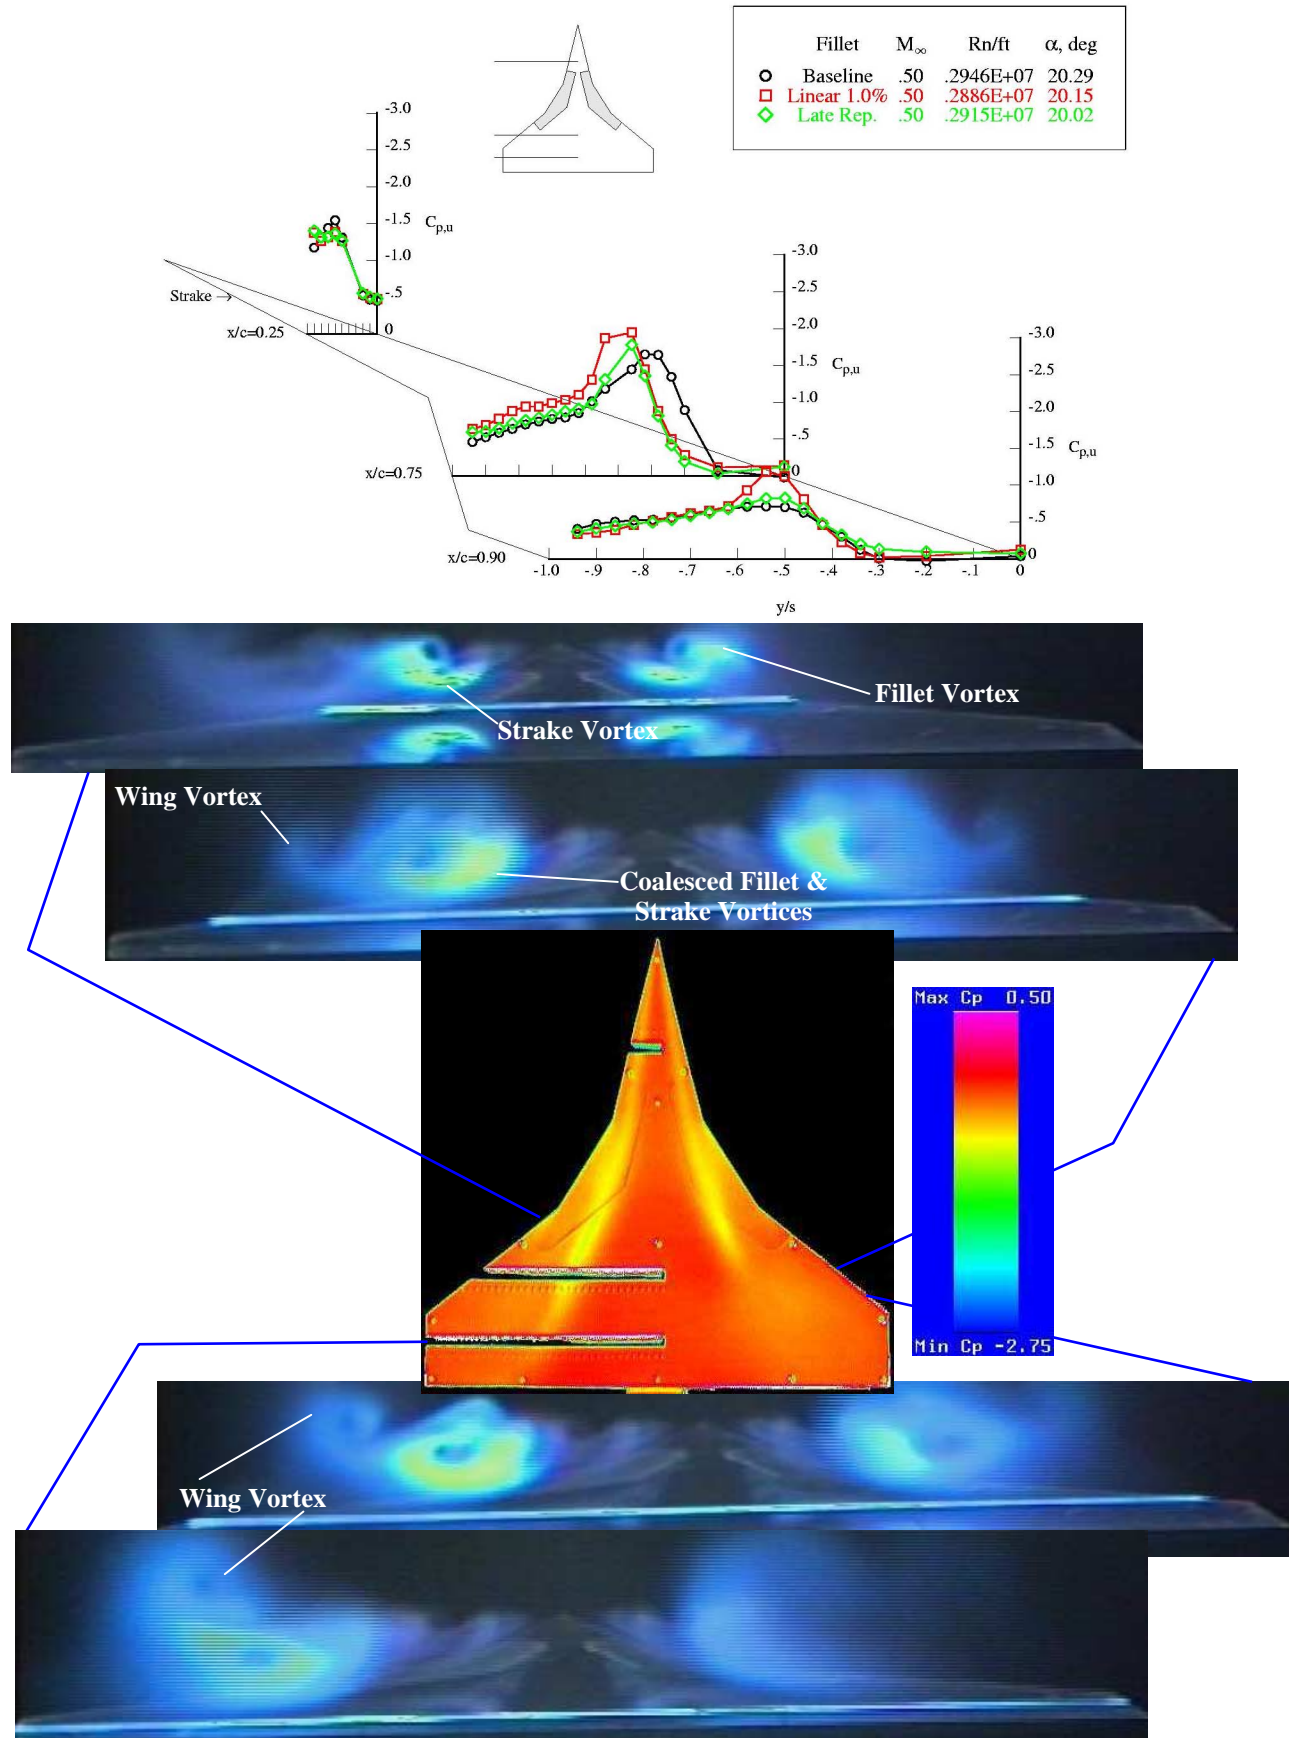 Fillet M∞ Rn/ft α, deg
Baseline .50 .2946E+07 20.29
Linear 1.0% .50 .2886E+07 20.15
Late Rep. .50 .2915E+07 20.02
-3.0
-2.5
-2.0
-1.5
Cp,u
-1.0
-.5
0
Strake →
x/c=0.25
-3.0
-2.5
-2.0
-1.5
Cp,u
-1.0
-.5
0
x/c=0.75
-3.0
-2.5
-2.0
-1.5
Cp,u
-1.0
-.5
0
x/c=0.90
-1.0 -.9 -.8 -.7 -.6 -.5 -.4 -.3 -.2 -.1 0
y/s
Fillet Vortex
Strake Vortex
Wing Vortex
Coalesced Fillet &
Strake Vortices
Max Cp 0.50
Min Cp -2.75
Wing Vortex